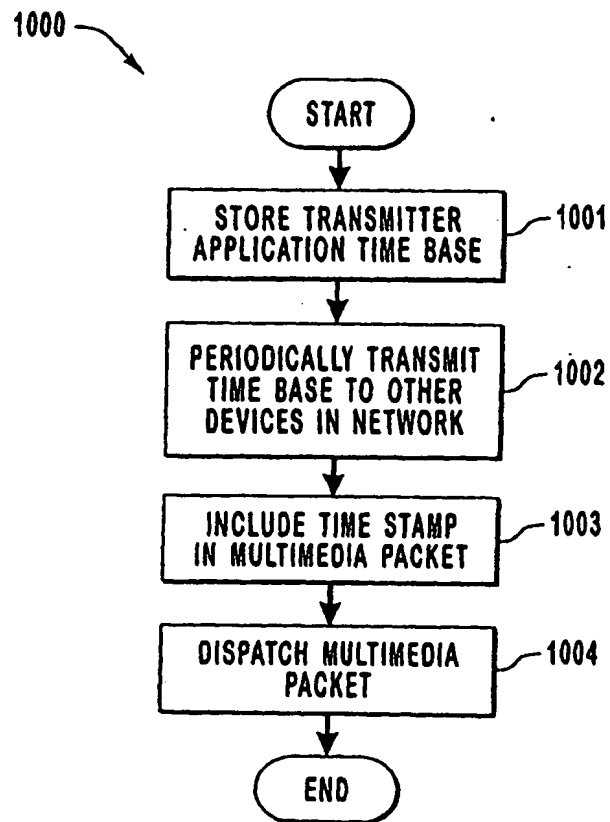 1000
START
STORE TRANSMITTER
APPLICATION TIME BASE
1001
PERIODICALLY TRANSMIT
TIME BASE TO OTHER
DEVICES IN NETWORK
1002
INCLUDE TIME STAMP
IN MULTIMEDIA PACKET
1003
DISPATCH MULTIMEDIA
PACKET
1004
END